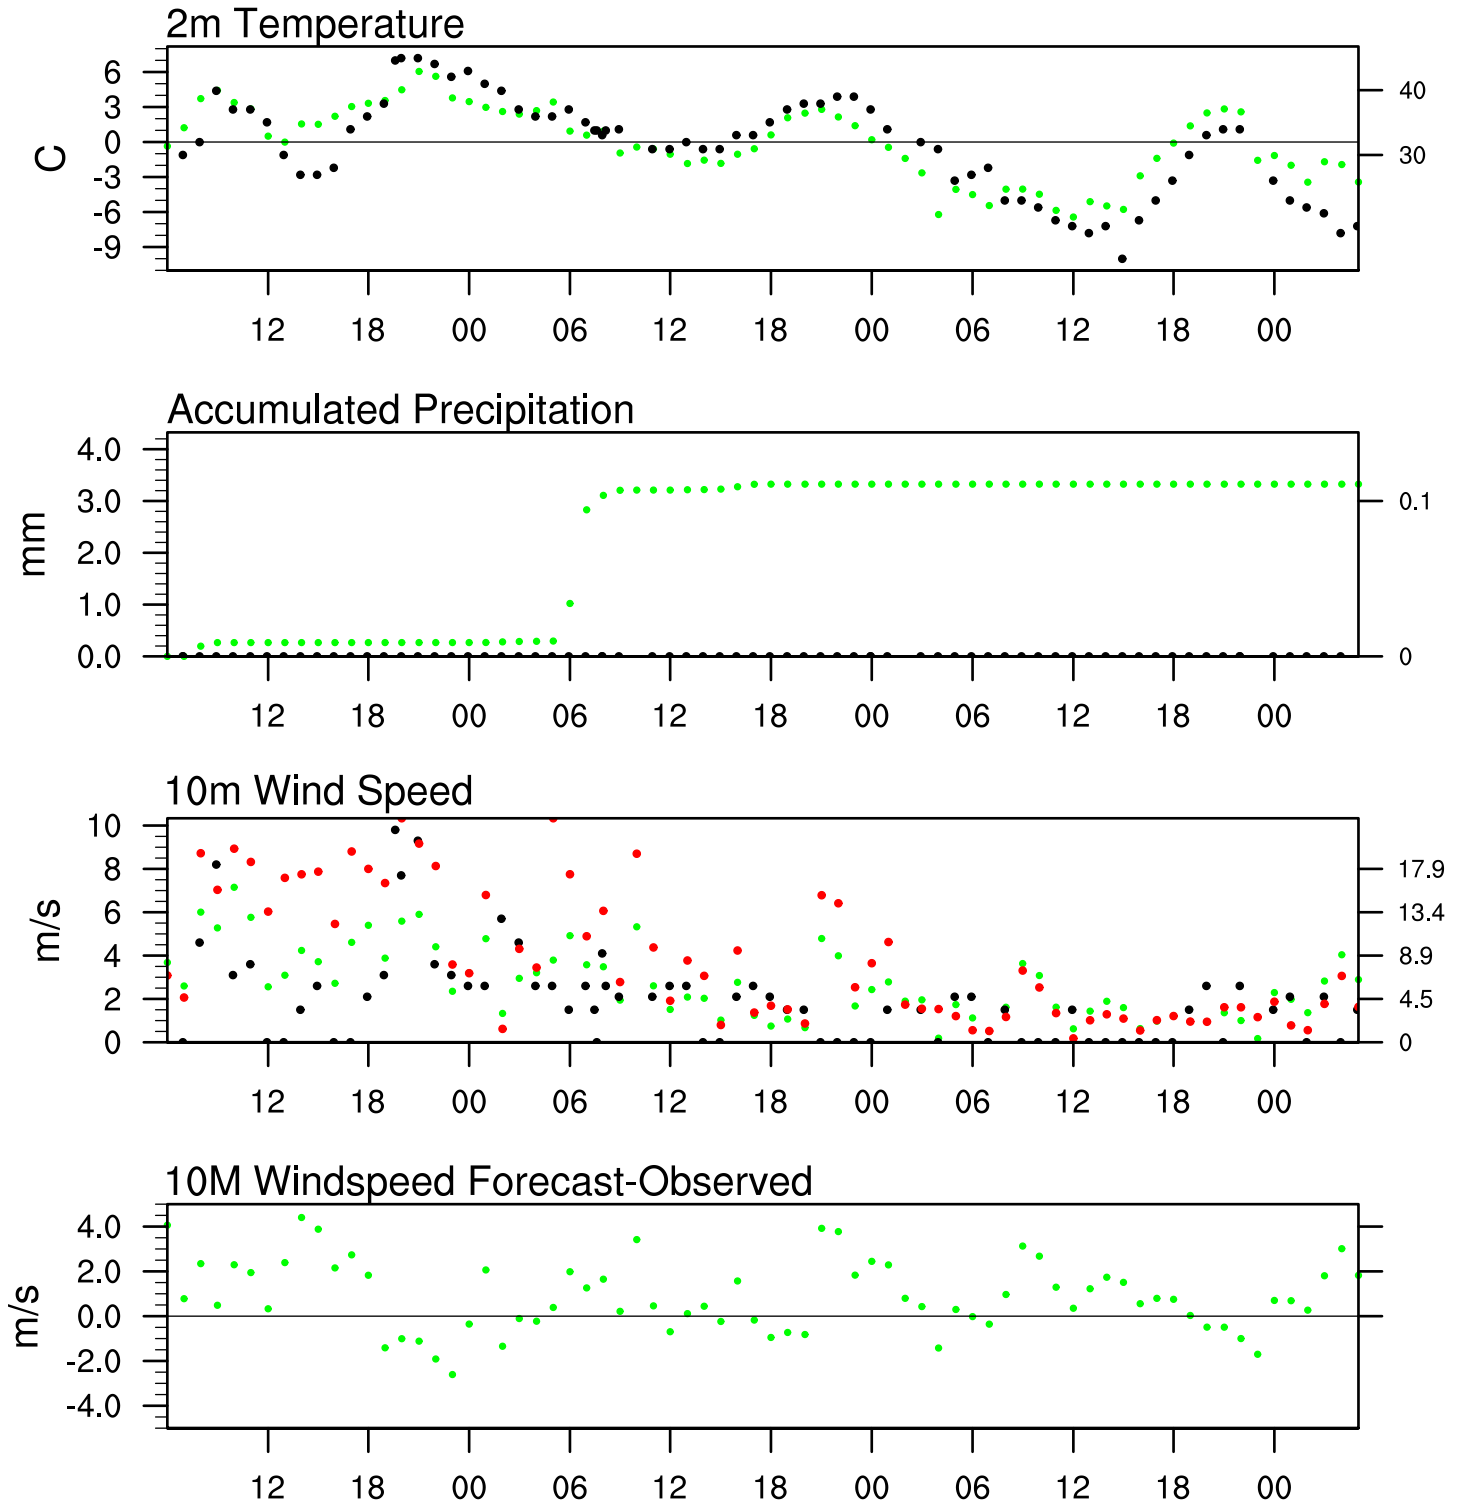 2m Temperature
6
3
0
-3
-6
-9
C
40
30
12 18 00 06 12 18 00 06 12 18 00
Accumulated Precipitation
4.0
3.0
2.0
1.0
0.0
mm
0.1
0
12 18 00 06 12 18 00 06 12 18 00
10m Wind Speed
10
8
6
4
2
0
m/s
17.9
13.4
8.9
4.5
0
12 18 00 06 12 18 00 06 12 18 00
10M Windspeed Forecast-Observed
4.0
2.0
0.0
-2.0
-4.0
m/s
12 18 00 06 12 18 00 06 12 18 00